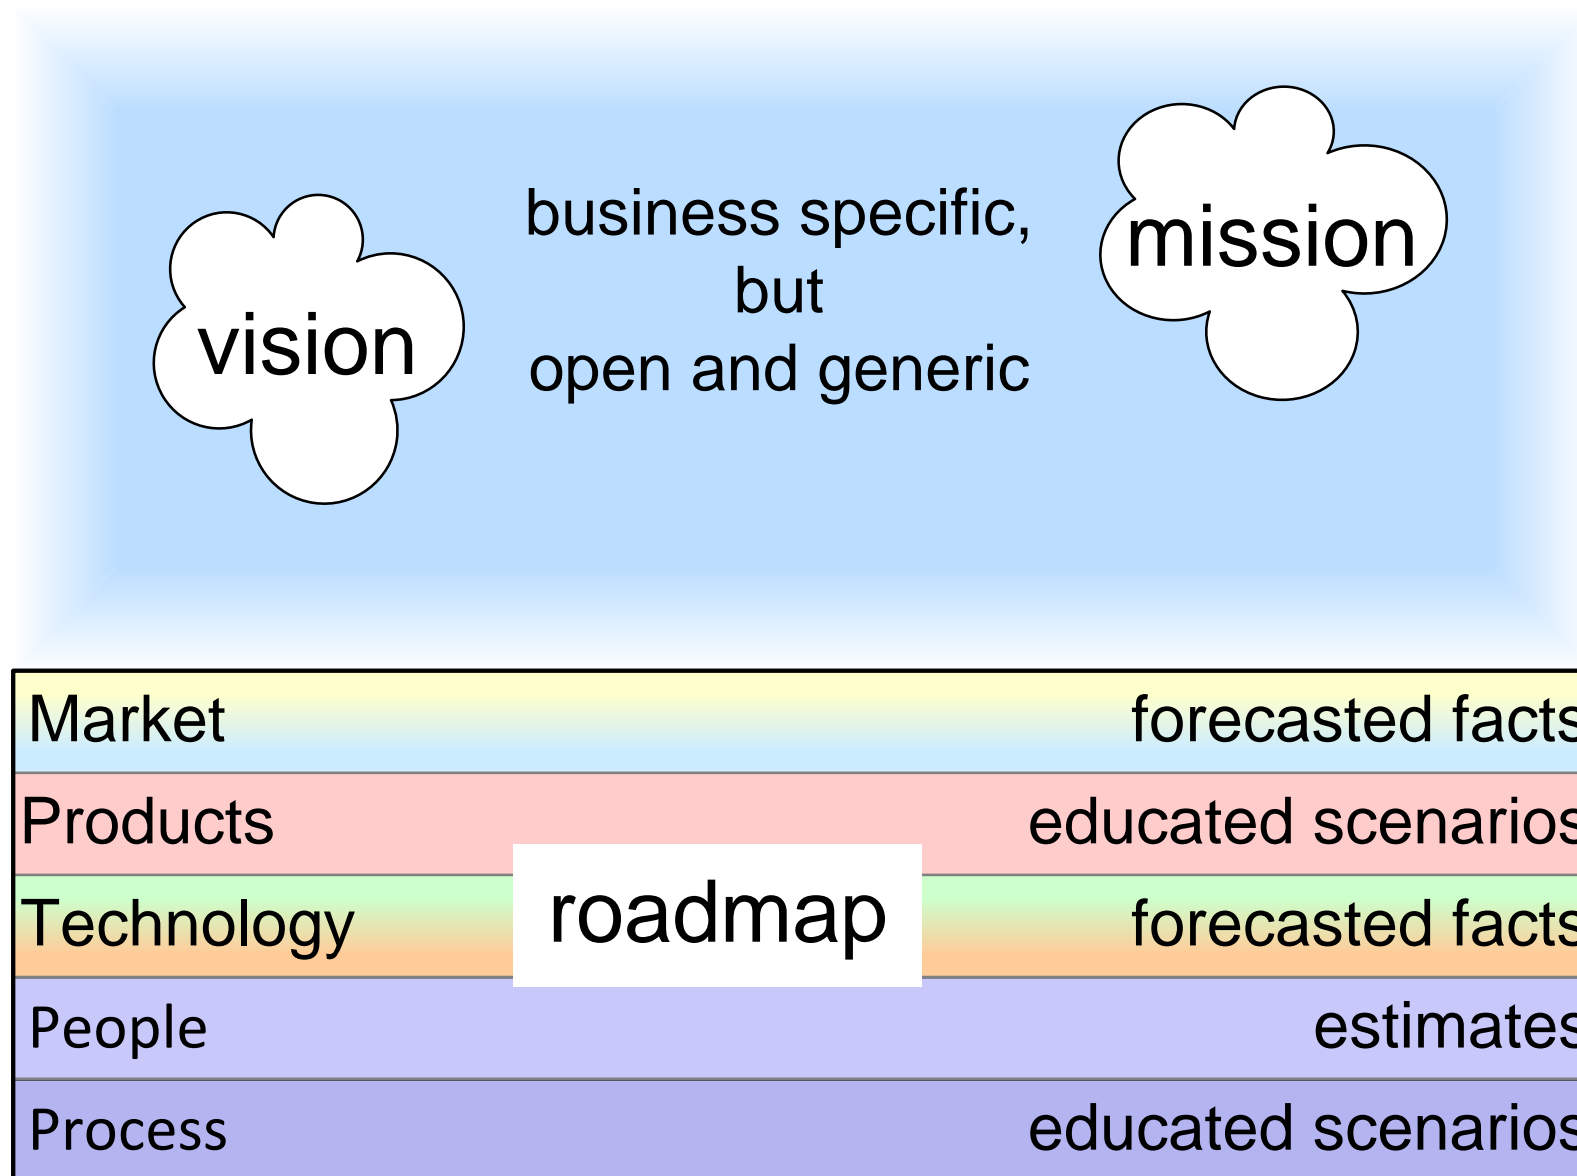 vision
business specific,
but
open and generic
mission
Market forecasted facts
Products educated scenarios
roadmap
Technology forecasted facts
People estimates
Process educated scenarios